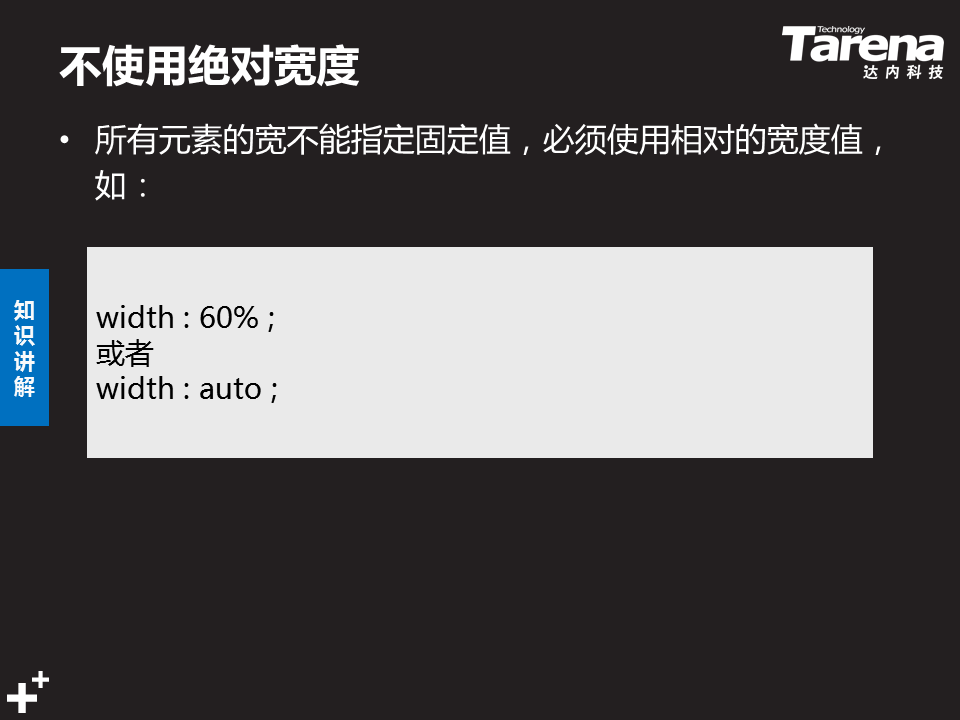 不使用绝对宽度
Technology
Tarena
达内科技
• 所有元素的宽不能指定固定值，必须使用相对的宽度值，
如：
知识讲解
width : 60% ;
或者
width : auto ;